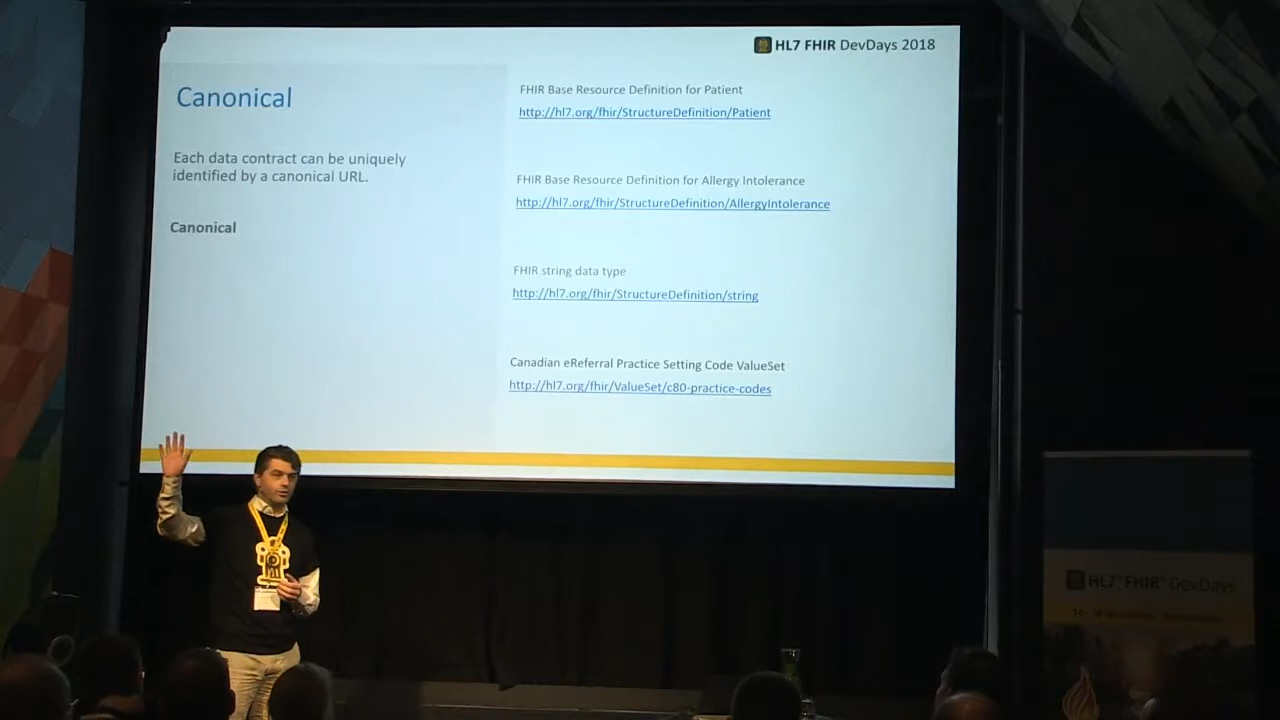 HL7 FHIR DevDays 2018
Canonical
Each data contract can be uniquely
identified by a canonical URL.
Canonical
FHIR Base Resource Definition for Patient
http://hl7.org/fhir/StructureDefinition/Patient
FHIR Base Resource Definition for Allergy Intolerance
http://hl7.org/fhir/StructureDefinition/AllergyIntolerance
FHIR string data type
http://hl7.org/fhir/StructureDefinition/string
Canadian eReferral Practice Setting Code ValueSet
http://hl7.org/fhir/ValueSet/c80-practice-codes
HL7 FHIR DevDays